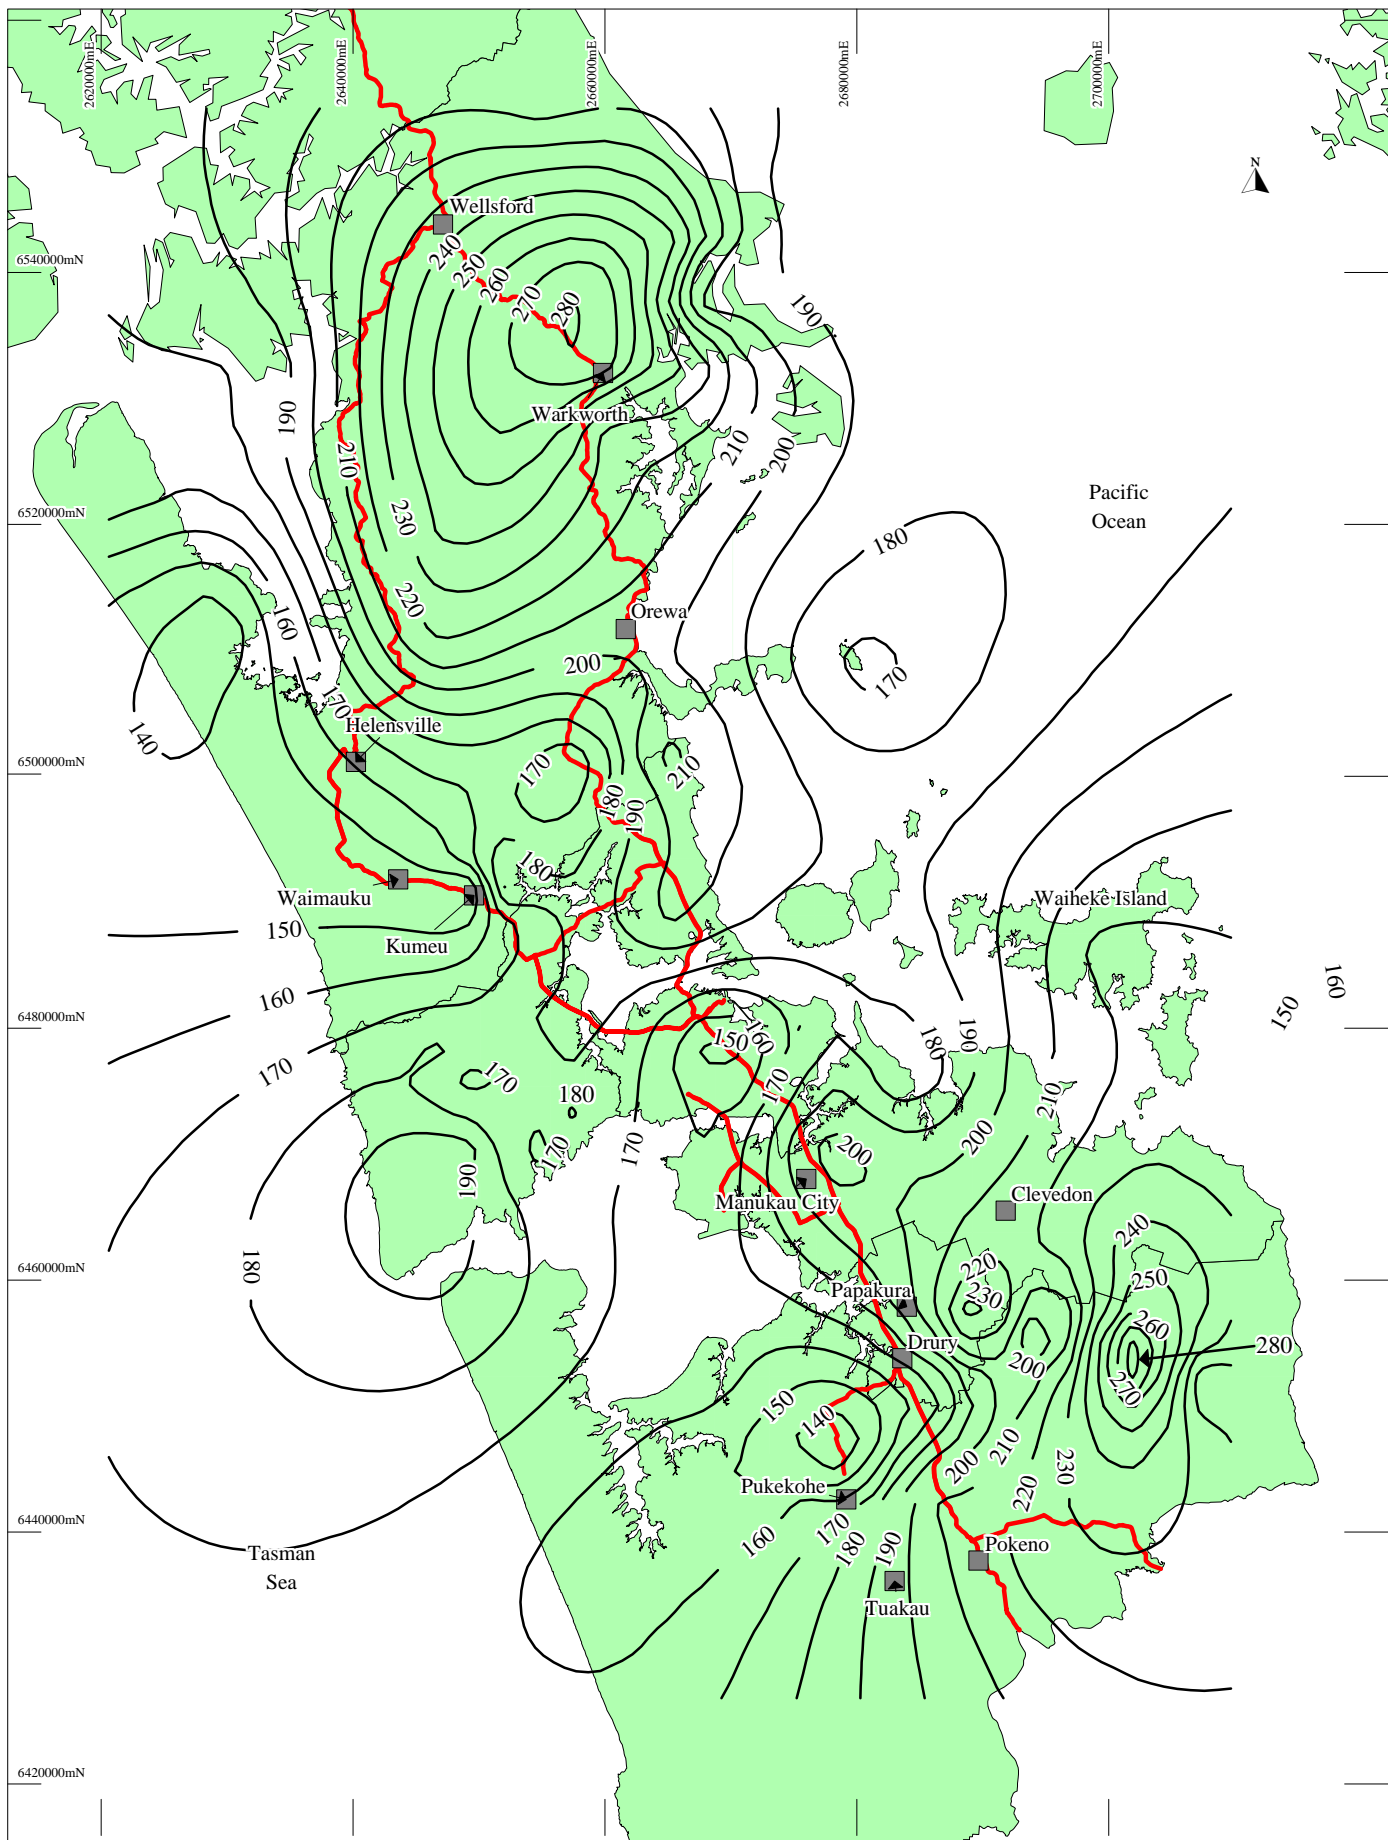 2620000mE
2640000mE
2660000mE
2680000mE
2700000mE
N
Wellsford
240
6540000mN
250
260
270
280
190
190
Warkworth
210
210
200
Pacific
6520000mN
Ocean
230
180
220
160
Orewa
200
170
170
Helensville
140
6500000mN
170
210
180
190
180
Waimauku
Waiheke Island
150
Kumeu
160
160
150
6480000mN
150
160
190
180
170
170
170
180
210
200
170
170
200
190
Manukau City
Clevedon
240
180
220
250
6460000mN
230
Papakura
260
Drury
280
200
270
150
140
210
200
230
Pukekohe
220
170
160
180
190
6440000mN
Pokeno
Tasman
Sea
Tuakau
6420000mN